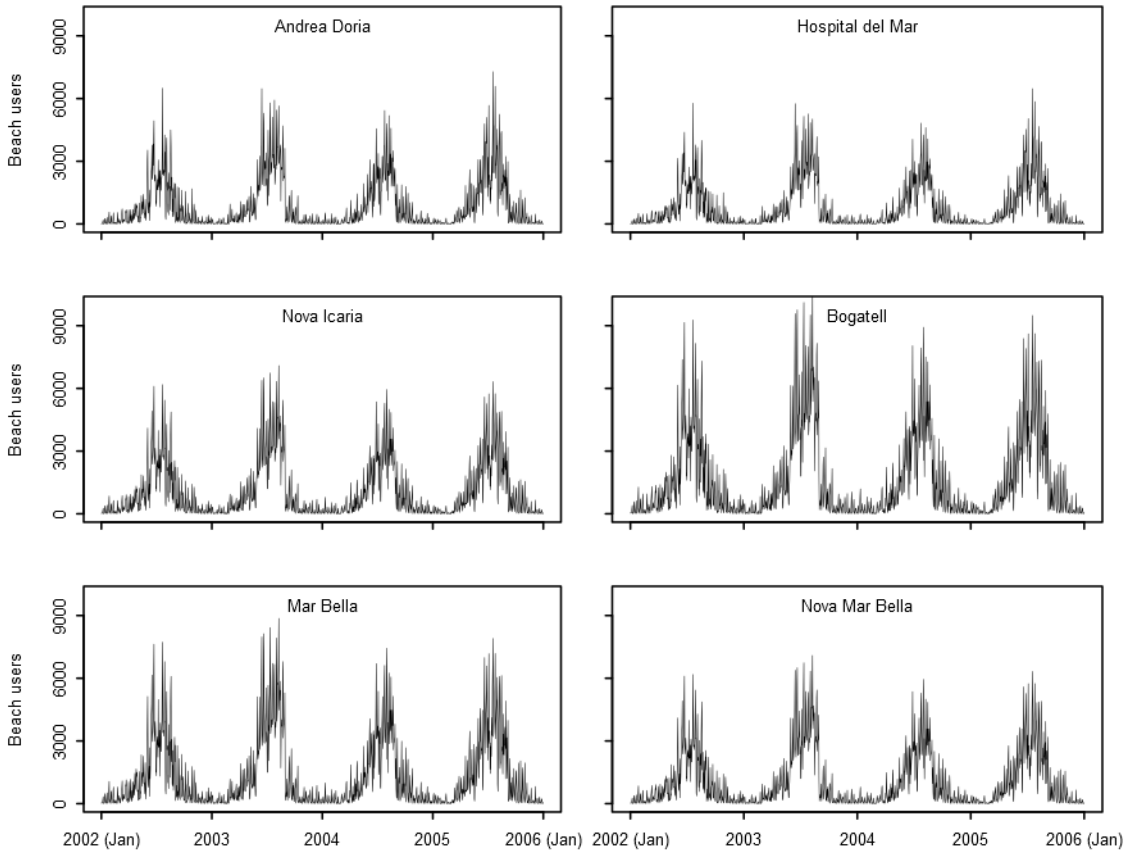 Andrea Doria
Hospital del Mar
Beach users
0 3000 6000 9000
Nova Icaria
Bogatell
Beach users
0 3000 6000 9000
Mar Bella
Nova Mar Bella
Beach users
0 3000 6000 9000
2002 (Jan) 2003 2004 2005 2006 (Jan)
2002 (Jan) 2003 2004 2005 2006 (Jan)